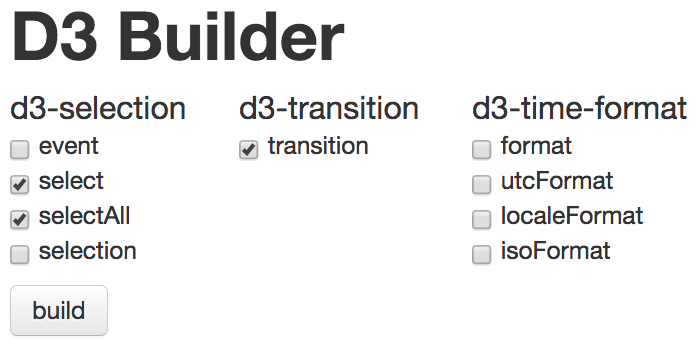 D3 Builder
d3-selection
event
select
selectAll
selection
d3-transition
transition
d3-time-format
format
utcFormat
localeFormat
isoFormat
build